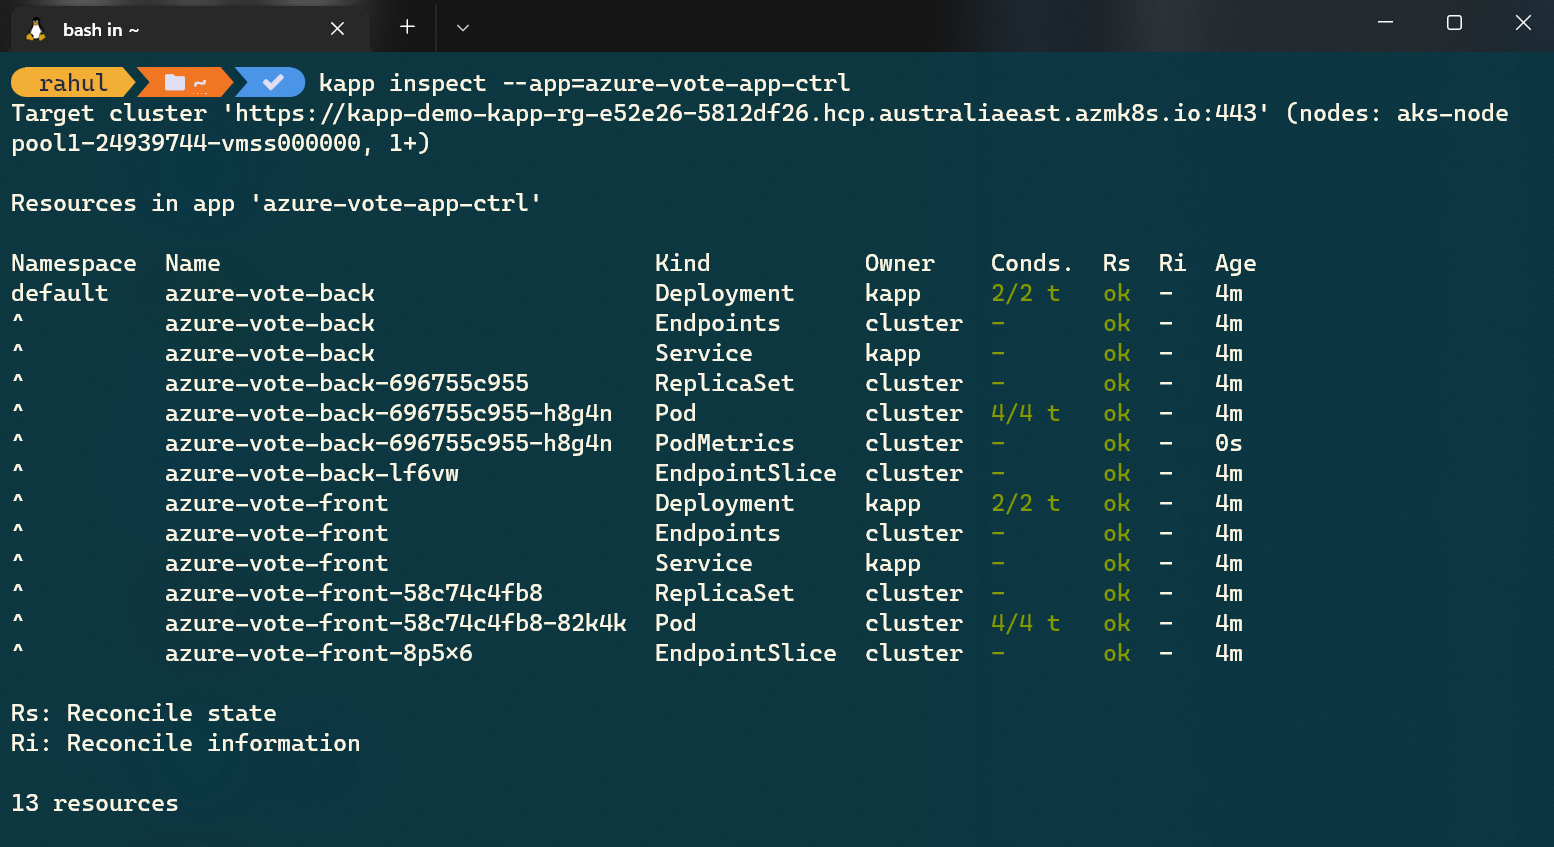 bash in ~
rahul ~ kapp inspect --app=azure-vote-app-ctrl
Target cluster 'https://kapp-demo-kapp-rg-e52e26-5812df26.hcp.australiaeast.azmk8s.io:443' (nodes: aks-node
pool1-24939744-vmss000000, 1+)
Resources in app 'azure-vote-app-ctrl'
Namespace  Name                               Kind           Owner    Conds.  Rs  Ri  Age
default    azure-vote-back                    Deployment     kapp     2/2 t   ok  -   4m
^          azure-vote-back                    Endpoints      cluster  -       ok  -   4m
^          azure-vote-back                    Service        kapp     -       ok  -   4m
^          azure-vote-back-696755c955         ReplicaSet     cluster  -       ok  -   4m
^          azure-vote-back-696755c955-h8g4n   Pod            cluster  4/4 t   ok  -   4m
^          azure-vote-back-696755c955-h8g4n   PodMetrics     cluster  -       ok  -   0s
^          azure-vote-back-lf6vw              EndpointSlice  cluster  -       ok  -   4m
^          azure-vote-front                   Deployment     kapp     2/2 t   ok  -   4m
^          azure-vote-front                   Endpoints      cluster  -       ok  -   4m
^          azure-vote-front                   Service        kapp     -       ok  -   4m
^          azure-vote-front-58c74c4fb8        ReplicaSet     cluster  -       ok  -   4m
^          azure-vote-front-58c74c4fb8-82k4k  Pod            cluster  4/4 t   ok  -   4m
^          azure-vote-front-8p5x6             EndpointSlice  cluster  -       ok  -   4m
Rs: Reconcile state
Ri: Reconcile information
13 resources